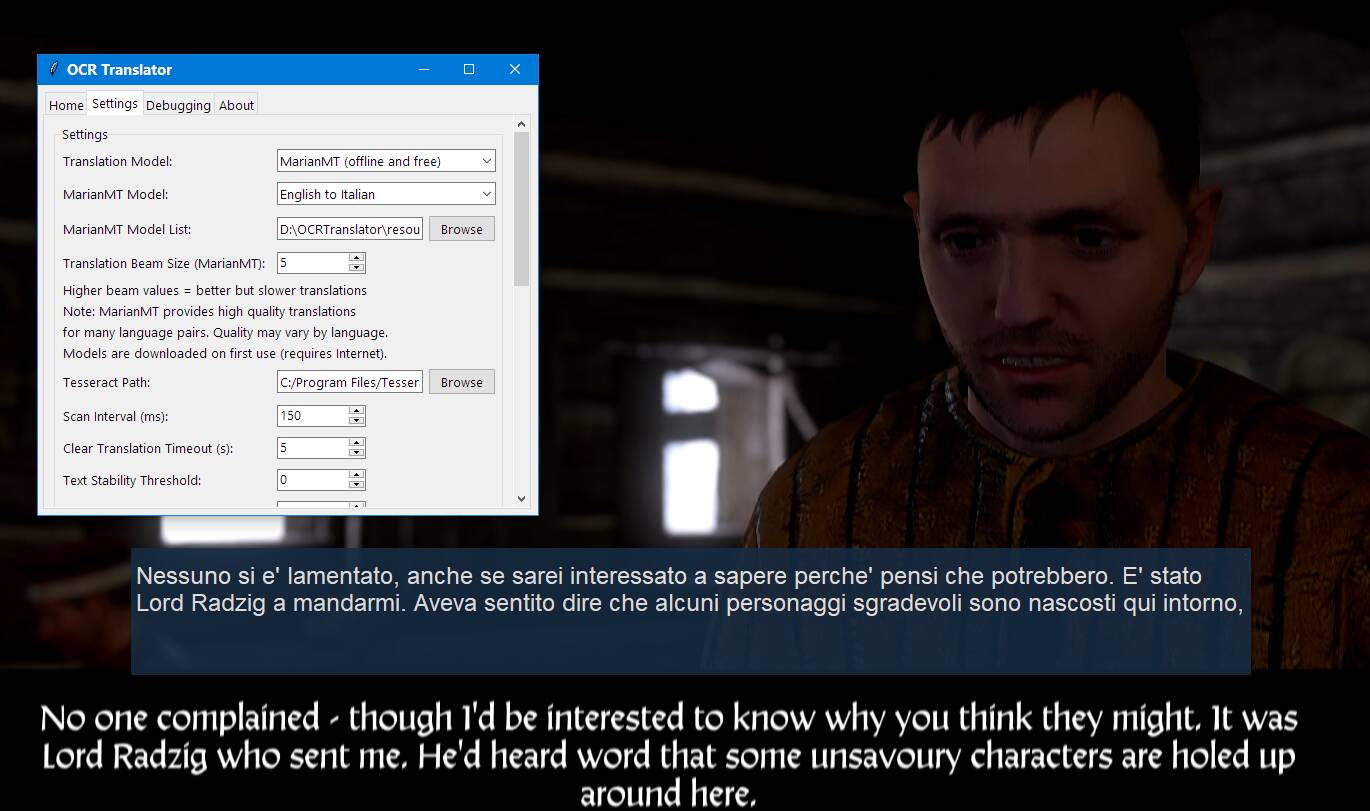 OCR Translator
Home Settings Debugging About
Settings
Translation Model: MarianMT (offline and free)
MarianMT Model: English to Italian
MarianMT Model List: D:\OCRTranslator\resou Browse
Translation Beam Size (MarianMT): 5
Higher beam values = better but slower translations
Note: MarianMT provides high quality translations
for many language pairs. Quality may vary by language.
Models are downloaded on first use (requires Internet).
Tesseract Path: C:/Program Files/Tesser Browse
Scan Interval (ms): 150
Clear Translation Timeout (s): 5
Text Stability Threshold: 0
Nessuno si e' lamentato, anche se sarei interessato a sapere perche' pensi che potrebbero. E' stato
Lord Radzig a mandarmi. Aveva sentito dire che alcuni personaggi sgradevoli sono nascosti qui intorno,
No one complained - though I'd be interested to know why you think they might. It was
Lord Radzig who sent me. He'd heard word that some unsavoury characters are holed up
around here.